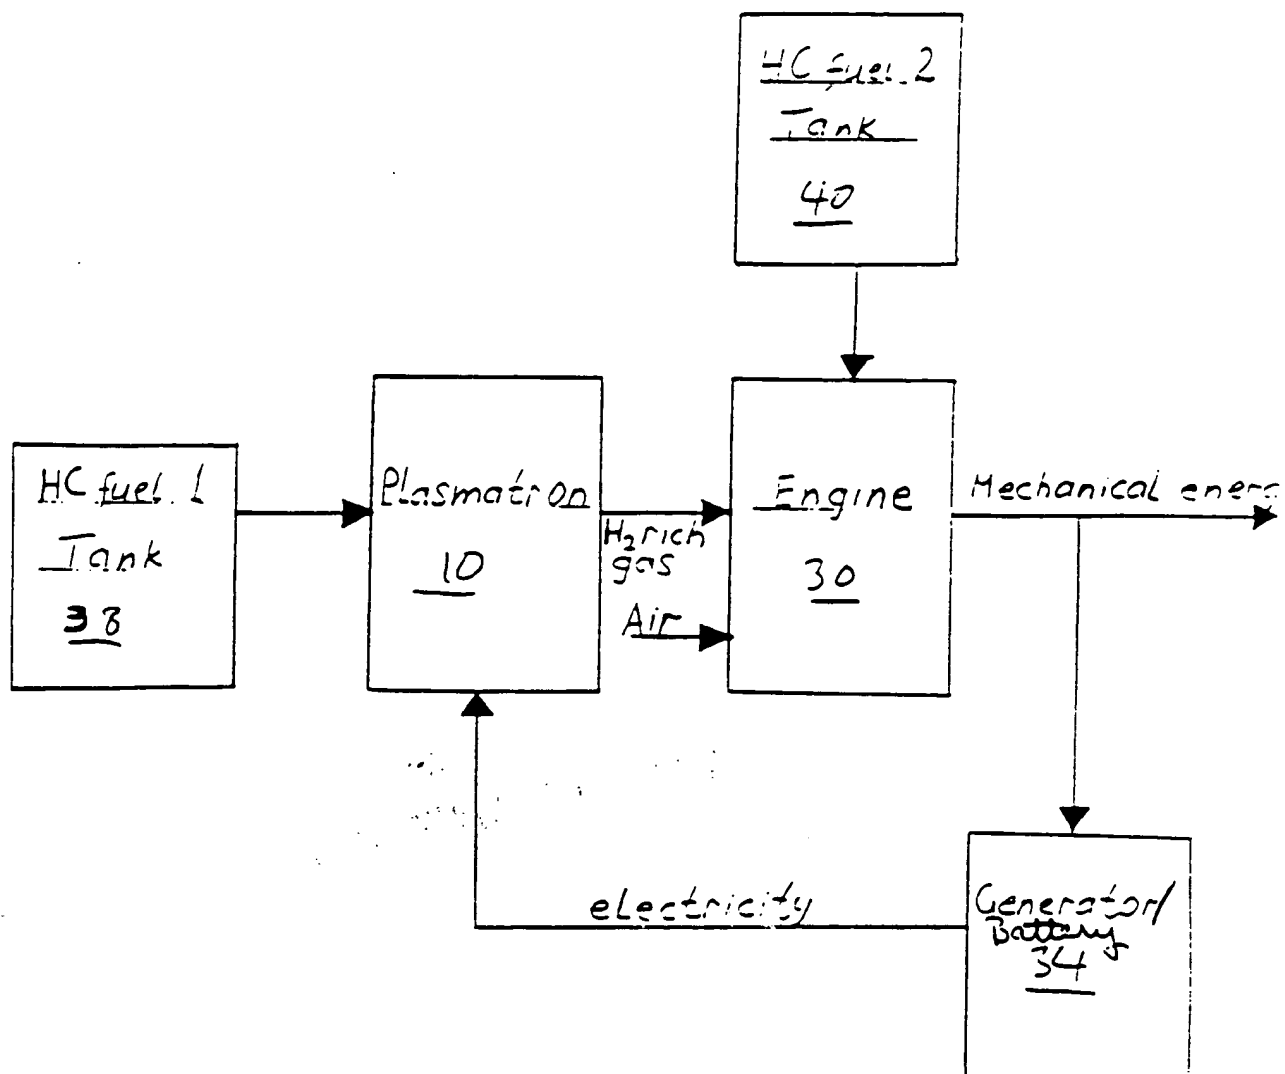 HC fuel 2
Tank
40
HC fuel 1
Tank
38
Plasmatron
10
H₂ rich
gas
Air
Engine
30
Mechanical energ
electricity
Generator/
Battery
34